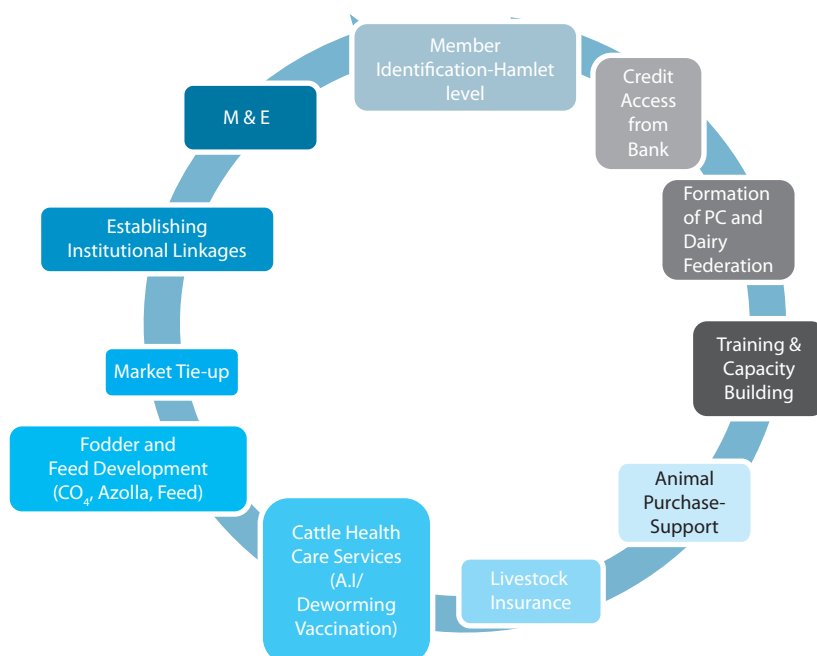 Member
Identification-Hamlet
level
Credit
Access
from
Bank
Formation
of PC and
Dairy
Federation
Training &
Capacity
Building
Animal
Purchase-
Support
Livestock
Insurance
Cattle Health
Care Services
(A.I/
Deworming
Vaccination)
Fodder and
Feed Development
(CO₄, Azolla, Feed)
Market Tie-up
Establishing
Institutional Linkages
M & E